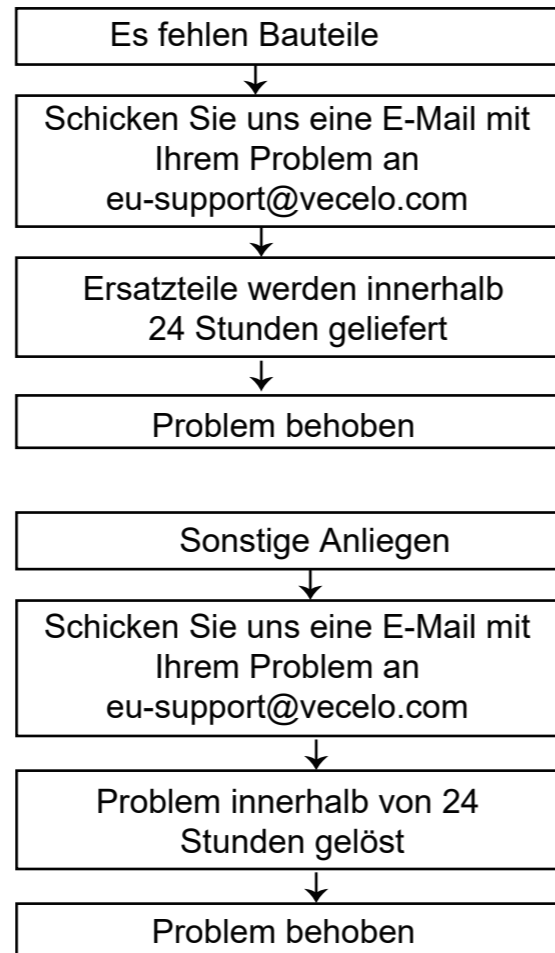 Es fehlen Bauteile
Schicken Sie uns eine E-Mail mit
Ihrem Problem an
eu-support@vecelo.com
Ersatzteile werden innerhalb
24 Stunden geliefert
Problem behoben
Sonstige Anliegen
Schicken Sie uns eine E-Mail mit
Ihrem Problem an
eu-support@vecelo.com
Problem innerhalb von 24
Stunden gelöst
Problem behoben